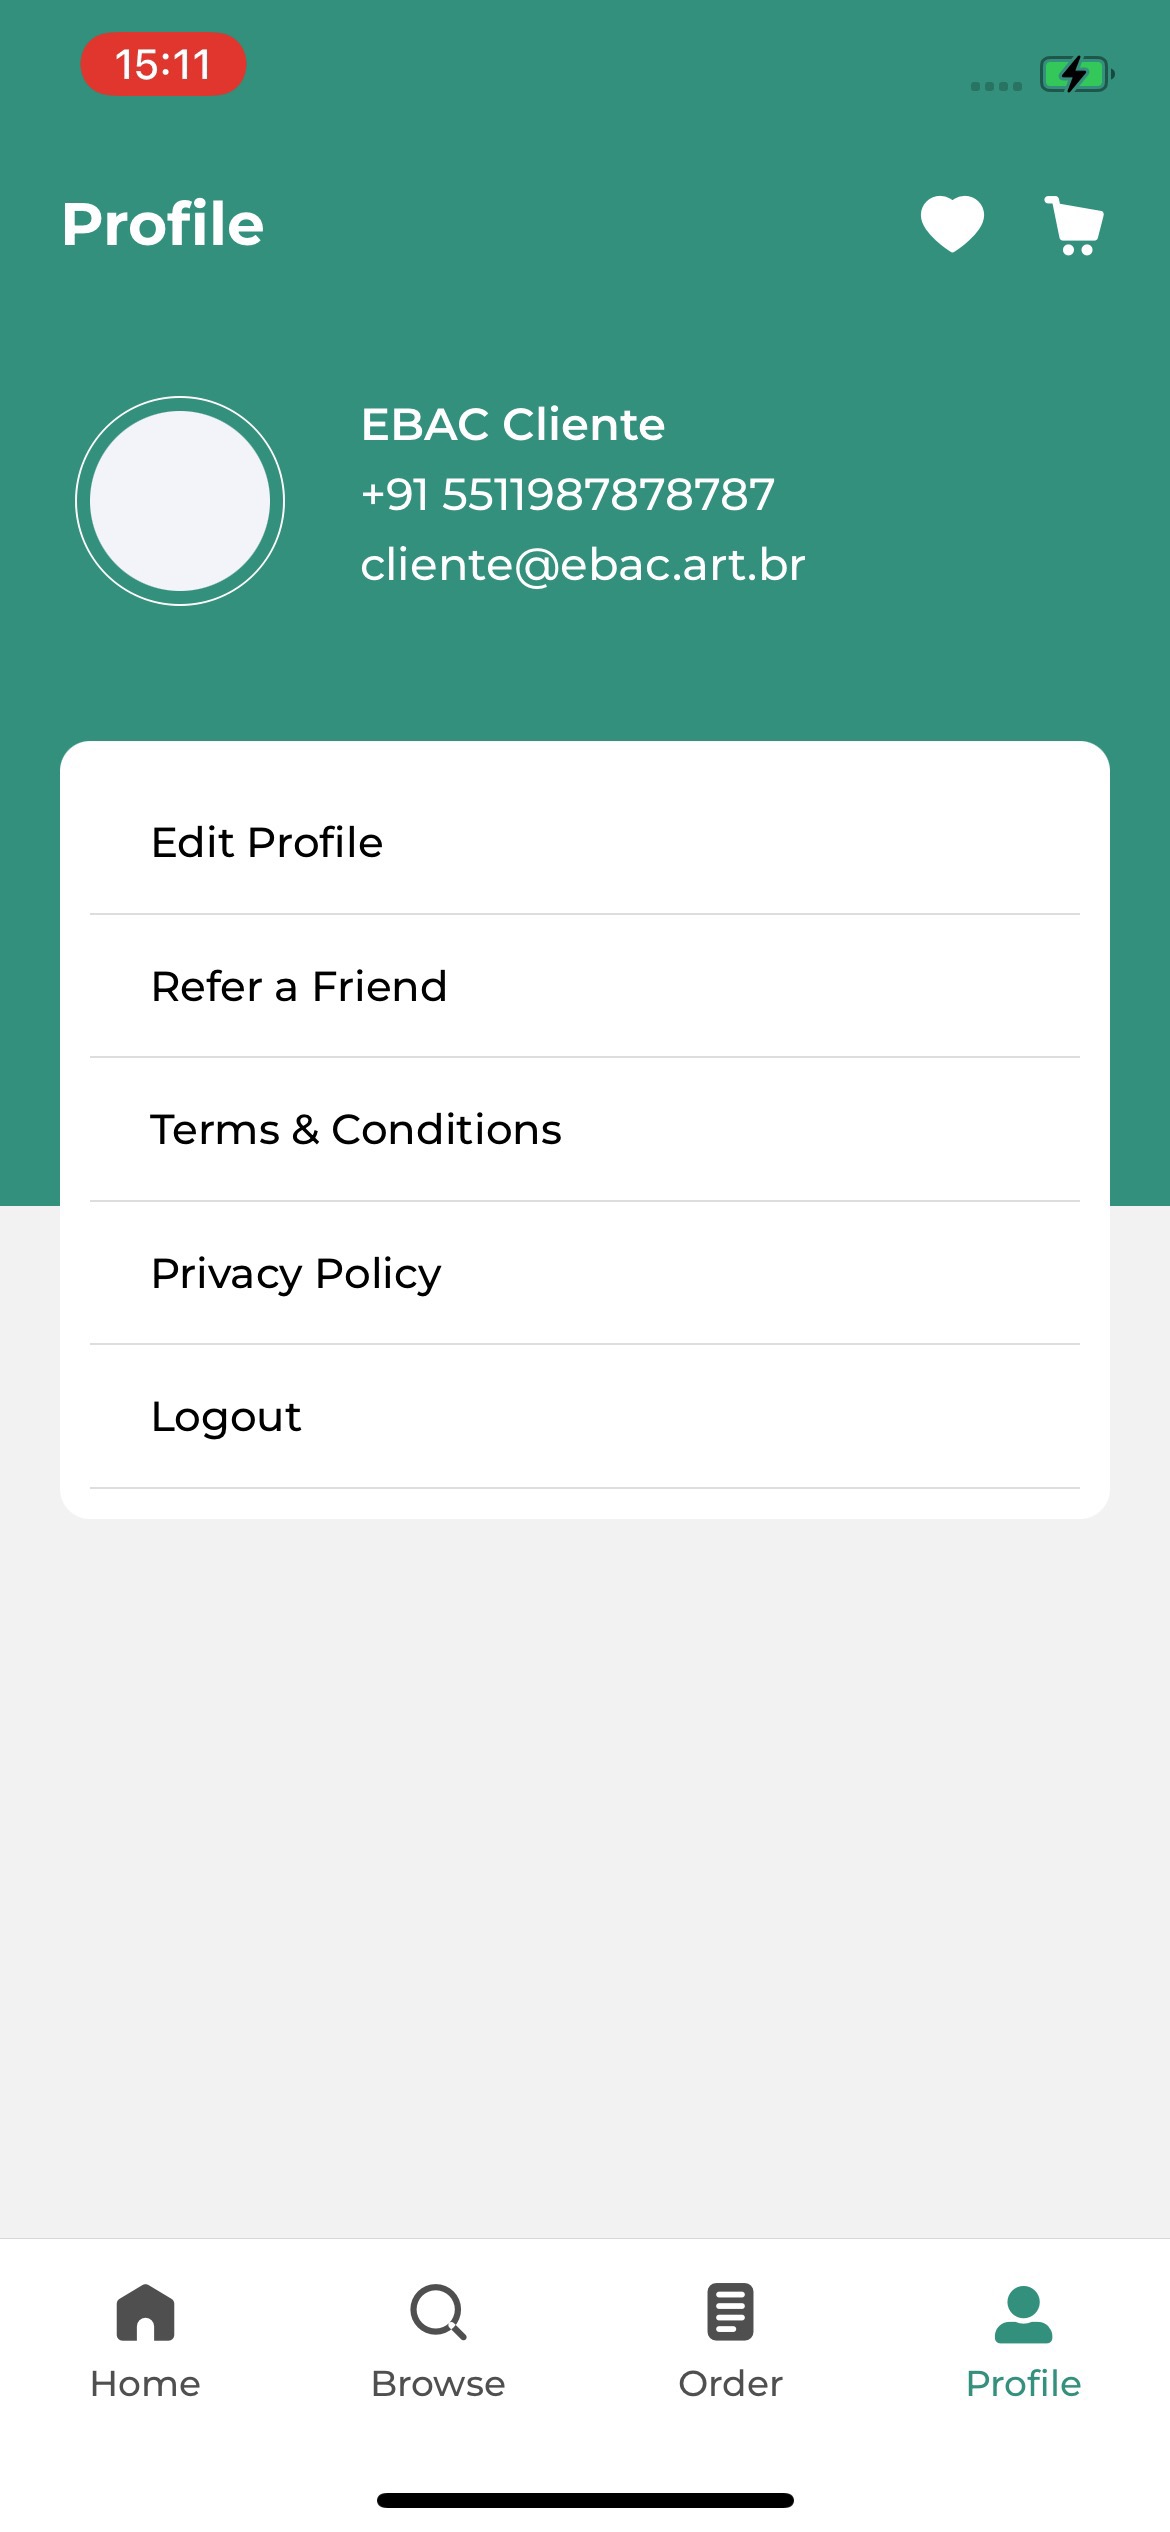 15:11
Profile
EBAC Cliente
+91 5511987878787
cliente@ebac.art.br
Edit Profile
Refer a Friend
Terms & Conditions
Privacy Policy
Logout
Home
Browse
Order
Profile